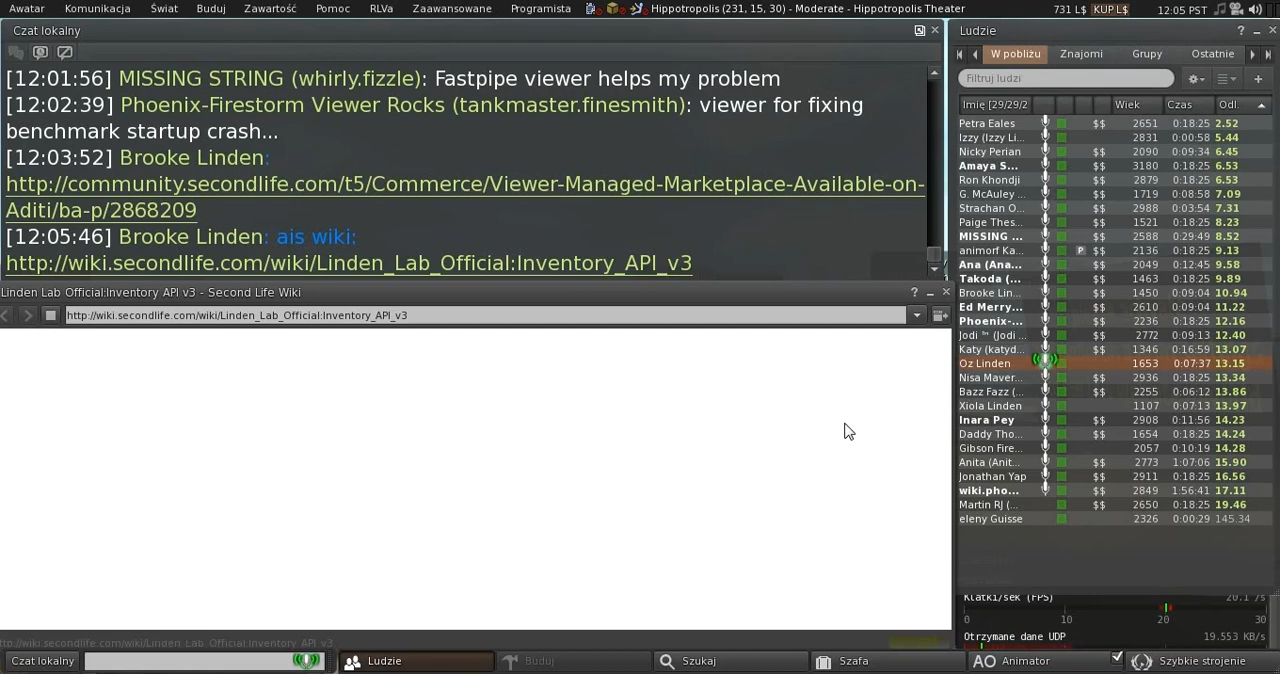 Awatar Komunikacja Świat Buduj Zawartość Pomoc RLVa Zaawansowane Programista Hippotropolis (231, 15, 30) - Moderate - Hippotropolis Theater 731 L$ KUP L$ 12:05 PST
Czat lokalny
[12:01:56] MISSING STRING (whirly.fizzle): Fastpipe viewer helps my problem
[12:02:39] Phoenix-Firestorm Viewer Rocks (tankmaster.finesmith): viewer for fixing
benchmark startup crash...
[12:03:52] Brooke Linden:
http://community.secondlife.com/t5/Commerce/Viewer-Managed-Marketplace-Available-on-
Aditi/ba-p/2868209
[12:05:46] Brooke Linden: ais wiki:
http://wiki.secondlife.com/wiki/Linden_Lab_Official:Inventory_API_v3
Linden Lab Official:Inventory API v3 - Second Life Wiki
http://wiki.secondlife.com/wiki/Linden_Lab_Official:Inventory_API_v3
ttp://wiki.secondlife.com/wiki/Linden_Lab_Official:Inventory_API_v3
Ludzie
W pobliżu Znajomi Grupy Ostatnie
Filtruj ludzi
Imię [29/29/2 Wiek Czas Odl.
Petra Eales $$ 2651 0:18:25 2.52
Izzy (Izzy Li... 2831 0:00:58 5.44
Nicky Perian $$ 2090 0:09:34 6.45
Amaya S... $$ 3180 0:18:25 6.53
Ron Khondji $$ 2879 0:18:25 6.53
G. McAuley ... $$ 1719 0:08:58 7.09
Strachan O... $$ 2988 0:03:54 7.31
Paige Thes... $$ 1521 0:18:25 8.23
MISSING ... $$ 2588 0:29:49 8.52
animorf Ka... P $$ 2136 0:18:25 9.13
Ana (Ana... $$ 2049 0:12:45 9.58
Takoda (... $$ 1463 0:18:25 9.89
Brooke Lin... $$ 1450 0:09:04 10.94
Ed Merry... $$ 2610 0:09:04 11.22
Phoenix-... $$ 2236 0:18:25 12.16
Jodi ™ (Jodi ... $$ 2772 0:09:13 12.40
Katy (katyd... $$ 1346 0:16:59 13.07
Oz Linden 1653 0:07:37 13.15
Nisa Maver... $$ 2936 0:18:25 13.34
Bazz Fazz (... $$ 2255 0:06:12 13.86
Xiola Linden 1107 0:07:13 13.97
Inara Pey $$ 2908 0:11:56 14.23
Daddy Tho... $$ 1654 0:18:25 14.24
Gibson Fire... 2057 0:10:19 14.28
Anita (Anit... $$ 2773 1:07:06 15.90
Jonathan Yap $$ 2911 0:18:25 16.56
wiki.pho... $$ 2849 1:56:41 17.11
Martin RJ (... $$ 2650 0:18:25 19.46
eleny Guisse 2326 0:00:29 145.34
Klatki/sek (FPS) 20.1 /s
0 10 20 30
Otrzymane dane UDP 19.553 KB/s
Czat lokalny Ludzie Buduj Szukaj Szafa AO Animator Szybkie strojenie